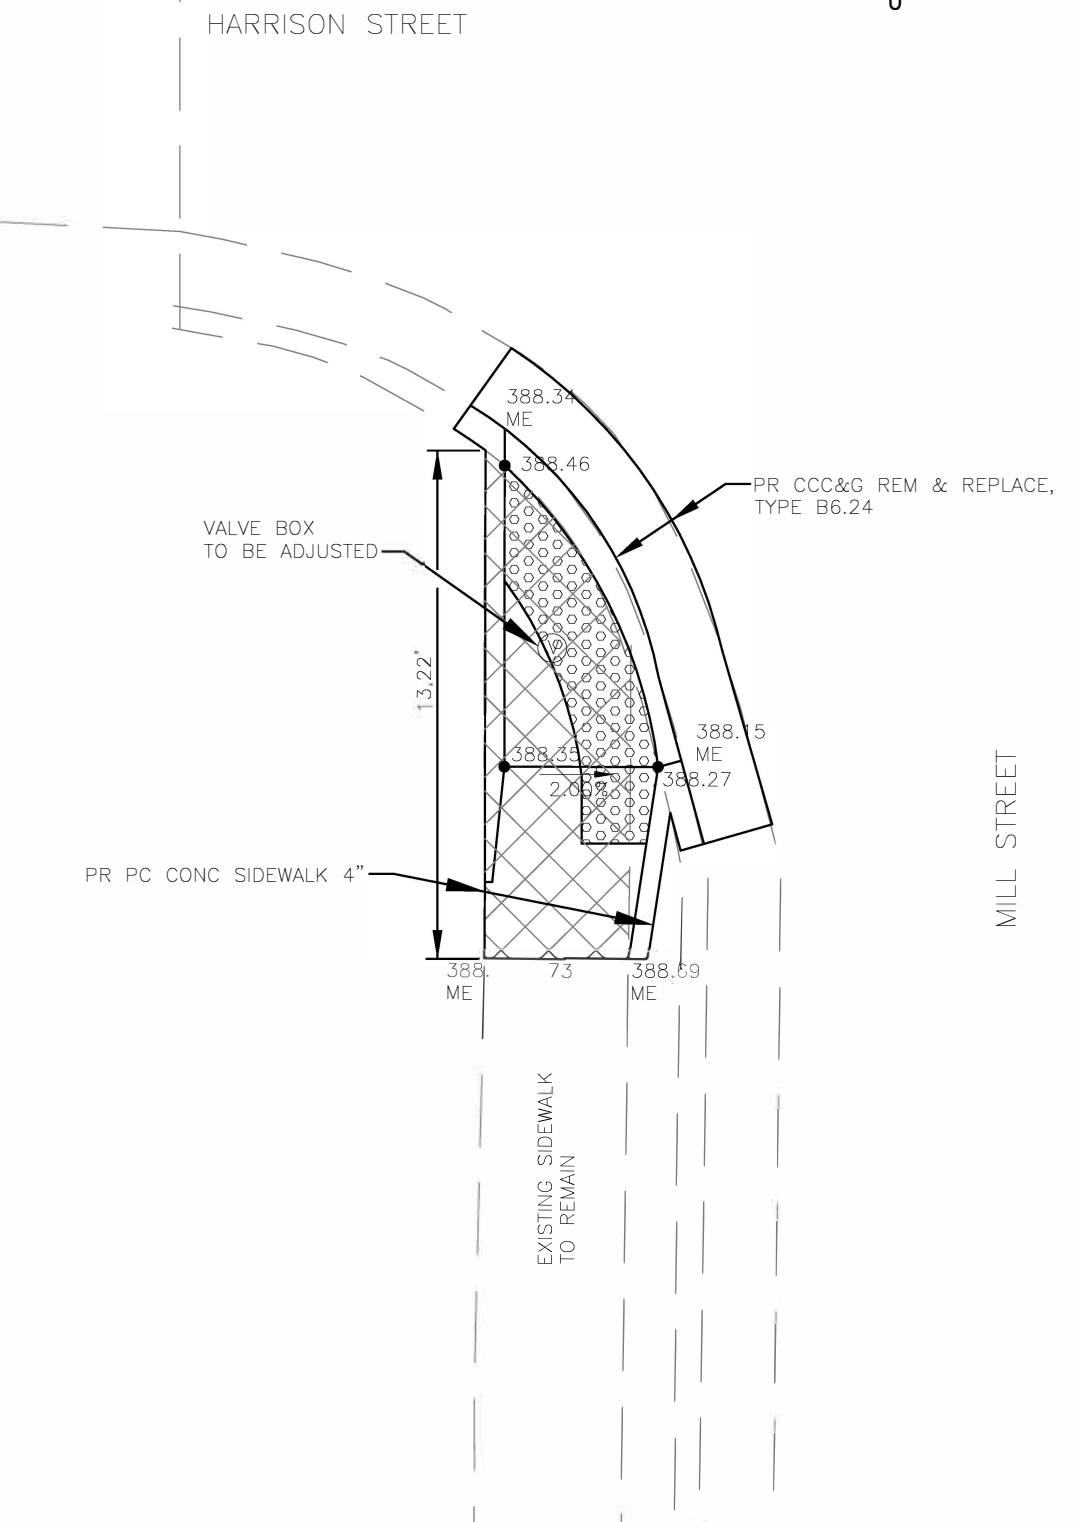 HARRISON STREET
388.34
ME
388.46
PR CCC&G REM & REPLACE,
TYPE B6.24
VALVE BOX
TO BE ADJUSTED
13,22"
388.35
388.15
ME
388.27
MILL STREET
PR PC CONC SIDEWALK 4”
388. 73
ME
388.69
ME
EXISTING SIDEWALK
TO REMAIN